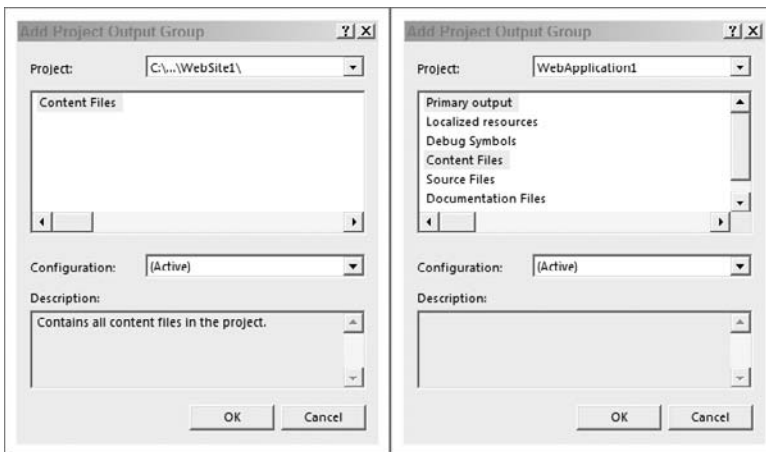 Add Project Output Group
Project: C:\...\WebSite1\
Content Files
Configuration: (Active)
Description:
Contains all content files in the project.
OK Cancel
Add Project Output Group
Project: WebApplication1
Primary output
Localized resources
Debug Symbols
Content Files
Source Files
Documentation Files
Configuration: (Active)
Description:
OK Cancel